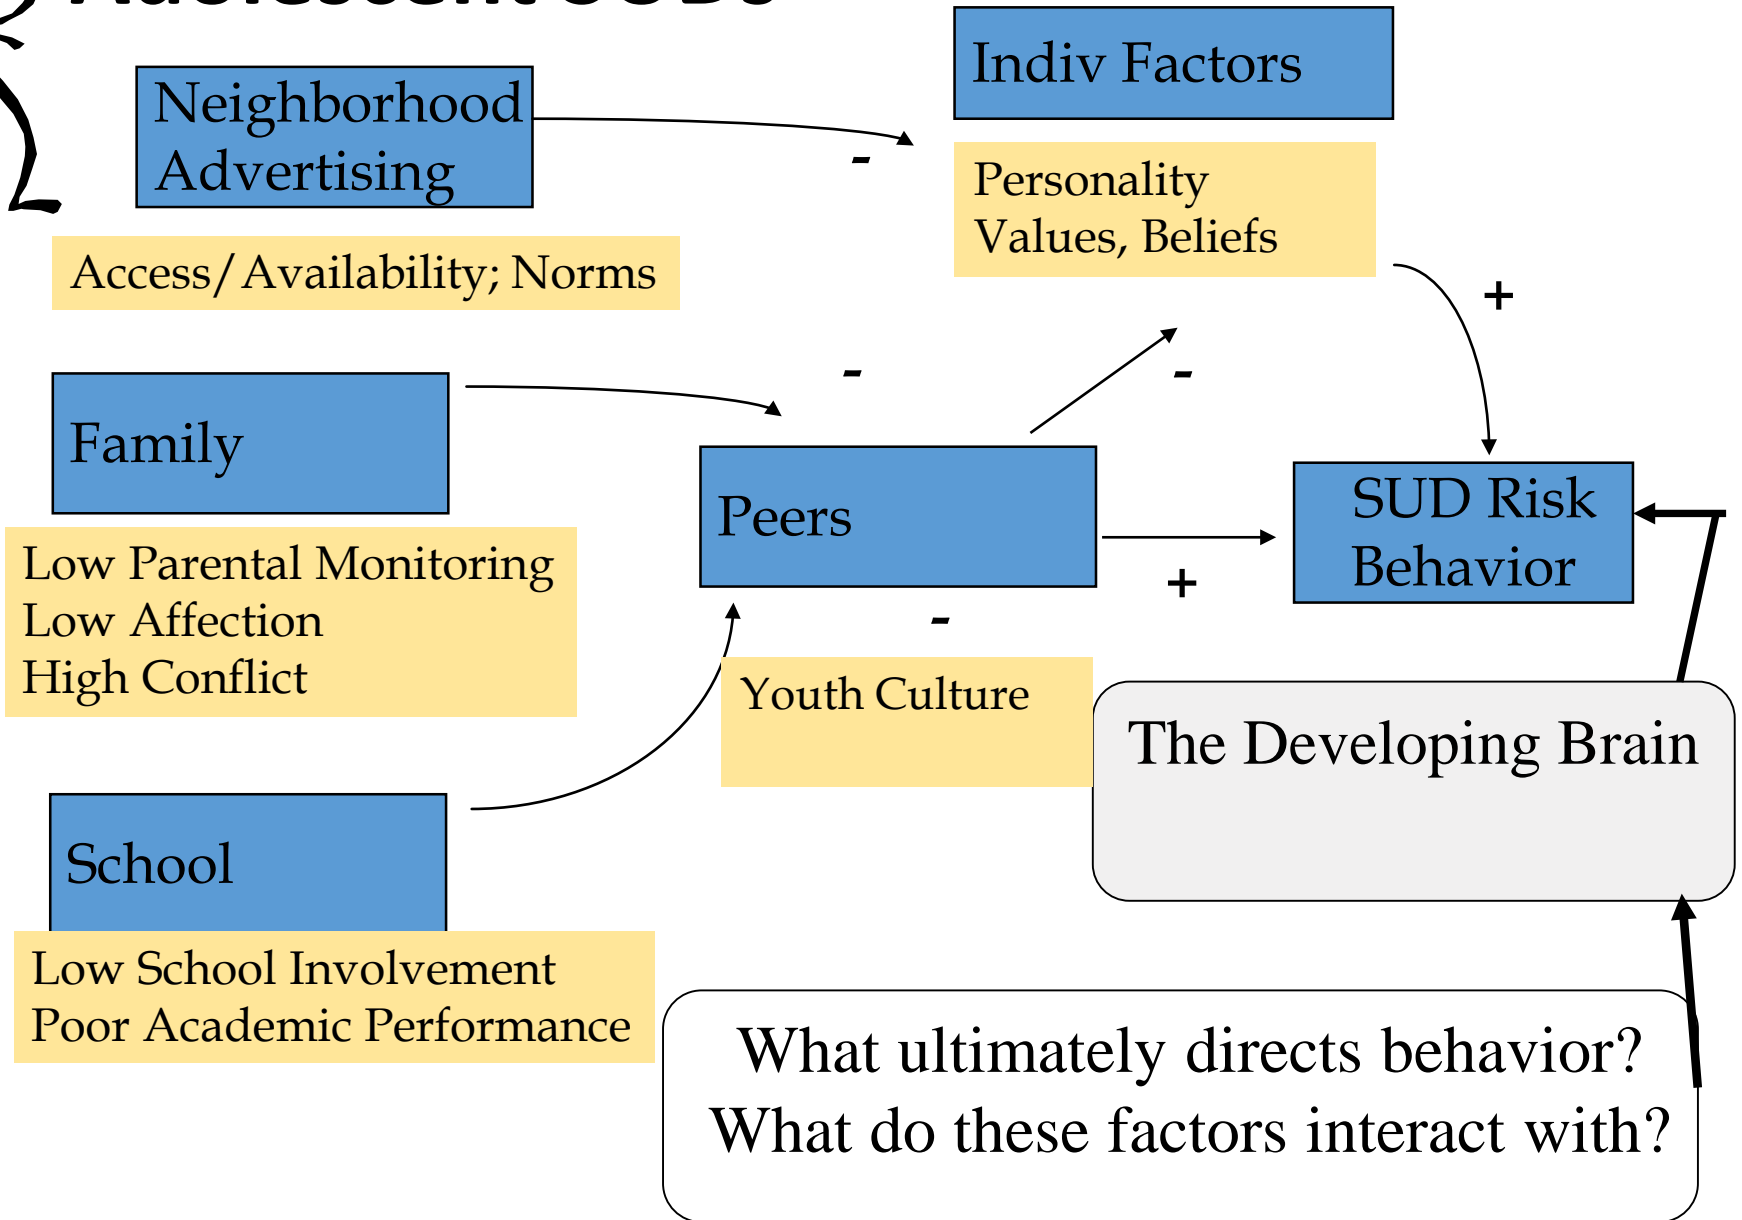 Adolescent SUDs
Indiv Factors
Neighborhood
Advertising
-
Personality
Values, Beliefs
Access/Availability; Norms
+
-
-
Family
Peers
SUD Risk
Behavior
Low Parental Monitoring
Low Affection
High Conflict
+
-
Youth Culture
The Developing Brain
School
Low School Involvement
Poor Academic Performance
What ultimately directs behavior?
What do these factors interact with?